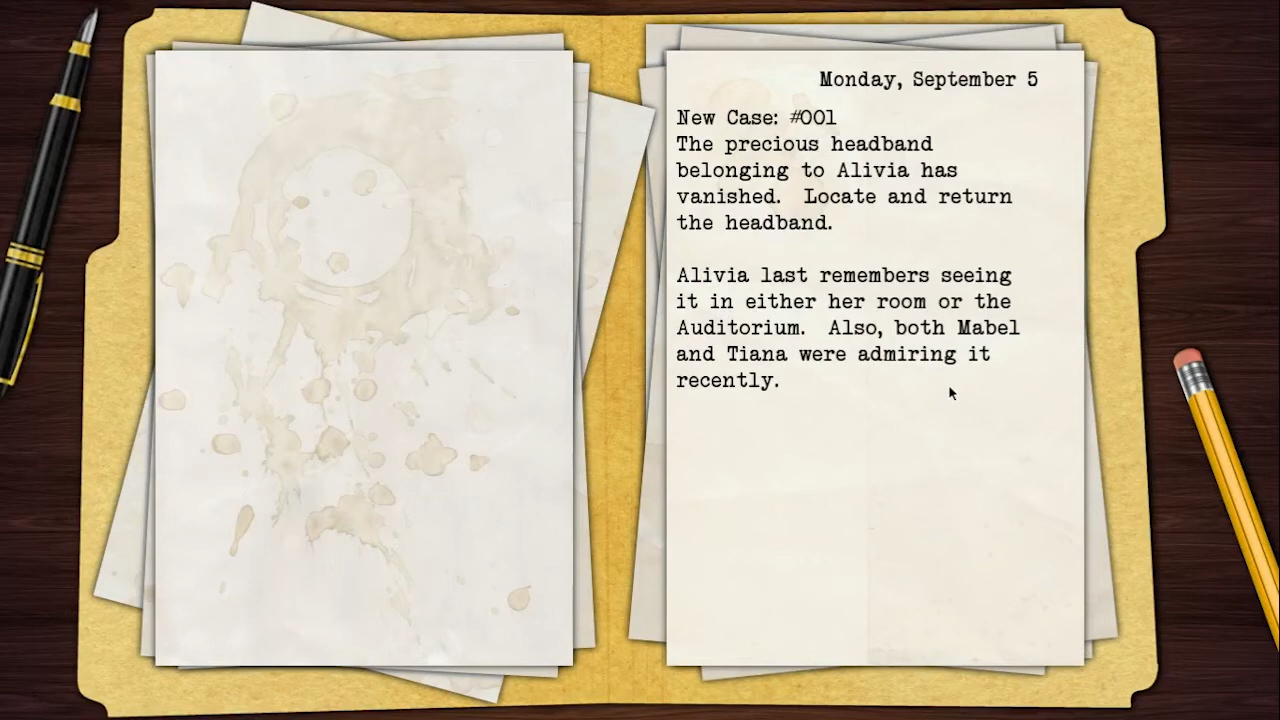 Monday, September 5
New Case: #001
The precious headband
belonging to Alivia has
vanished.  Locate and return
the headband.
Alivia last remembers seeing
it in either her room or the
Auditorium.  Also, both Mabel
and Tiana were admiring it
recently.